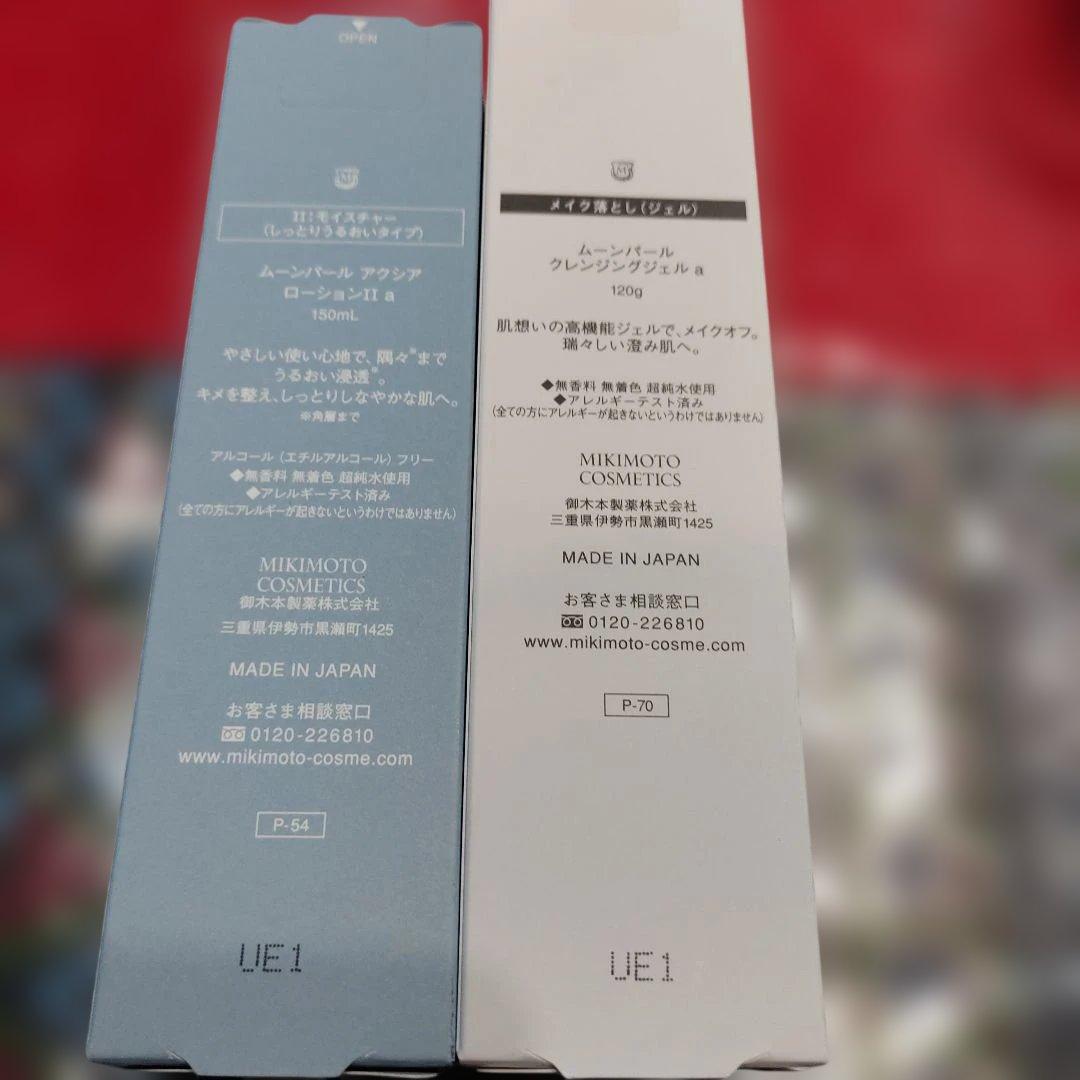 OPEN
II:モイスチャー
(しっとりうるおいタイプ)
ムーンパール アクシア
ローションII a
150mL
やさしい使い心地で、隅々※まで
うるおい浸透※。
キメを整え、しっとりしなやかな肌へ。
※角層まで
アルコール(エチルアルコール)フリー
◆無香料 無着色 超純水使用
◆アレルギーテスト済み
(全ての方にアレルギーが起きないというわけではありません)
MIKIMOTO
COSMETICS
御木本製薬株式会社
三重県伊勢市黒瀬町1425
MADE IN JAPAN
お客さま相談窓口
0120-226810
www.mikimoto-cosme.com
P-54
UE1
M
メイク落とし(ジェル)
ムーンパール
クレンジングジェル a
120g
肌想いの高機能ジェルで、メイクオフ。
瑞々しい澄み肌へ。
◆無香料 無着色 超純水使用
◆アレルギーテスト済み
(全ての方にアレルギーが起きないというわけではありません)
MIKIMOTO
COSMETICS
御木本製薬株式会社
三重県伊勢市黒瀬町1425
MADE IN JAPAN
お客さま相談窓口
0120-226810
www.mikimoto-cosme.com
P-70
UE1